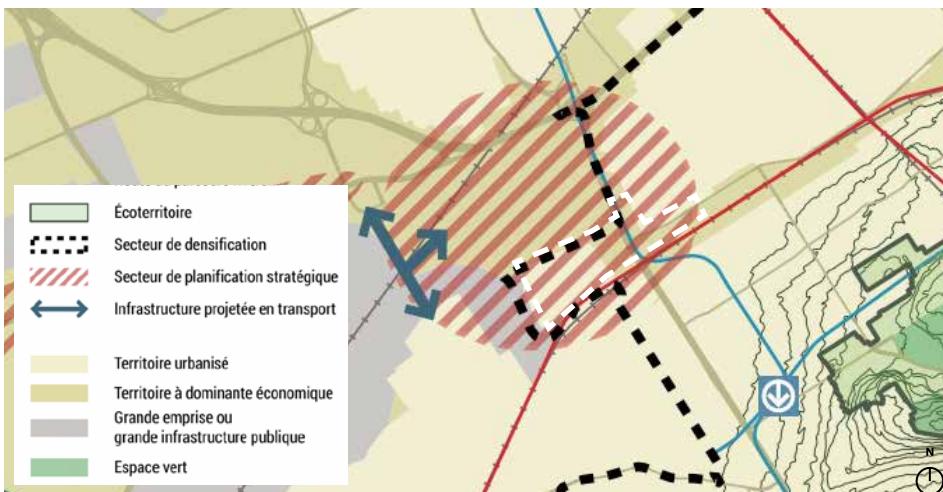 Écoterritoire
Secteur de densification
Secteur de planification stratégique
Infrastructure projetée en transport
Territoire urbanisé
Territoire à dominante économique
Grande emprise ou
grande infrastructure publique
Espace vert
N